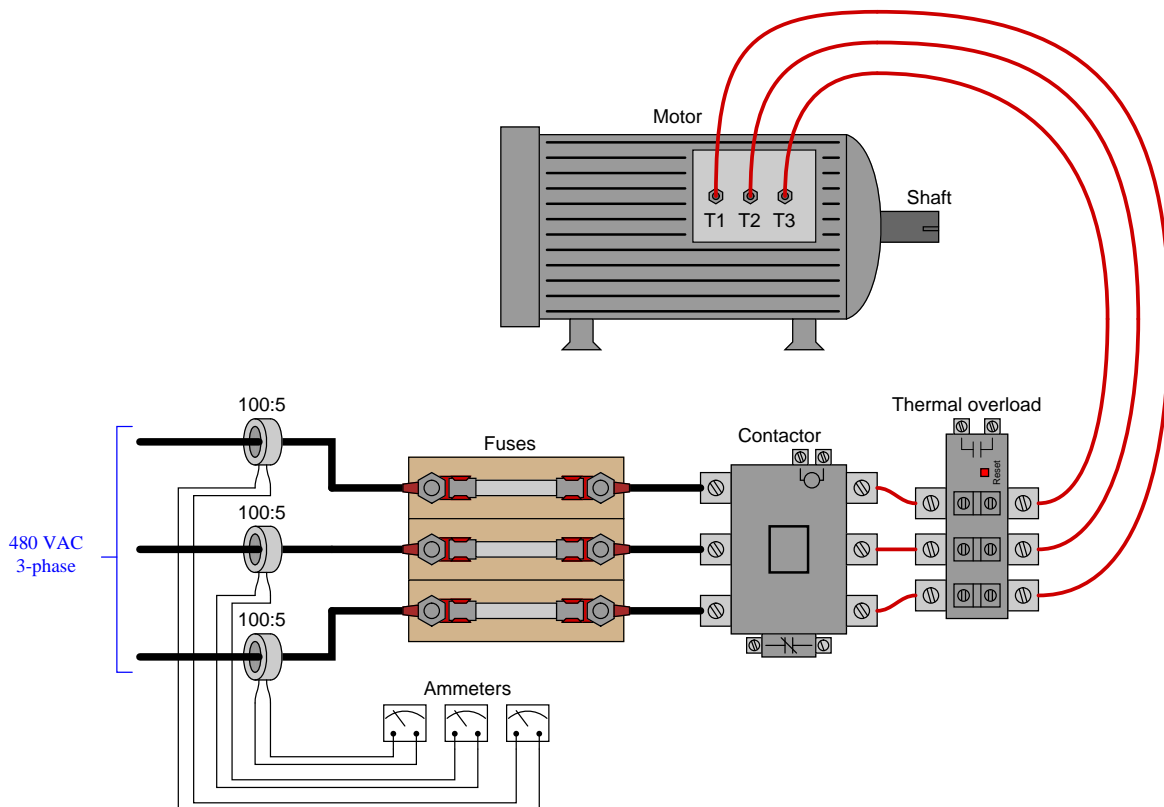 Motor
T1 T2 T3
Shaft
100:5
Fuses
Contactor
Thermal overload
Reset
480 VAC
3-phase
100:5
100:5
Ammeters